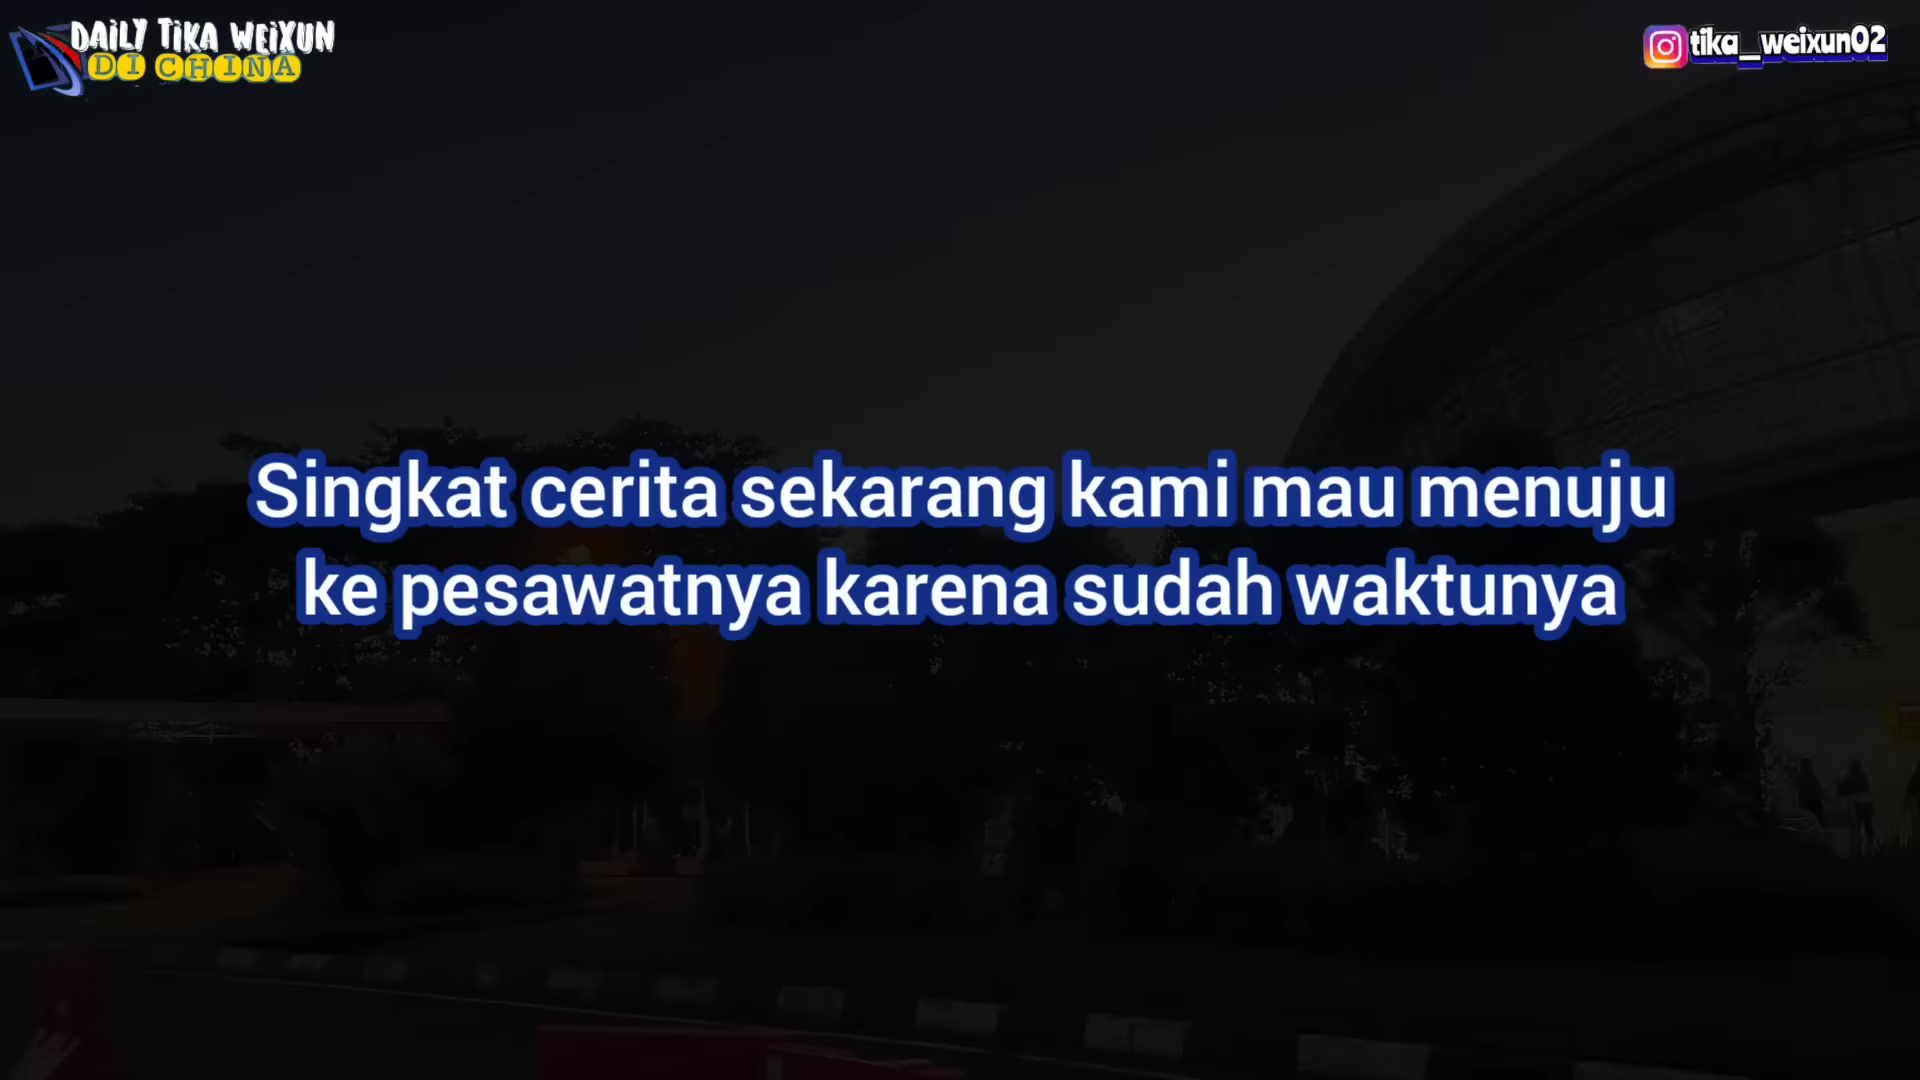 DAILY TIKA WEIXUN
DI CHINA
tika_weixun02
Singkat cerita sekarang kami mau menuju
ke pesawatnya karena sudah waktunya